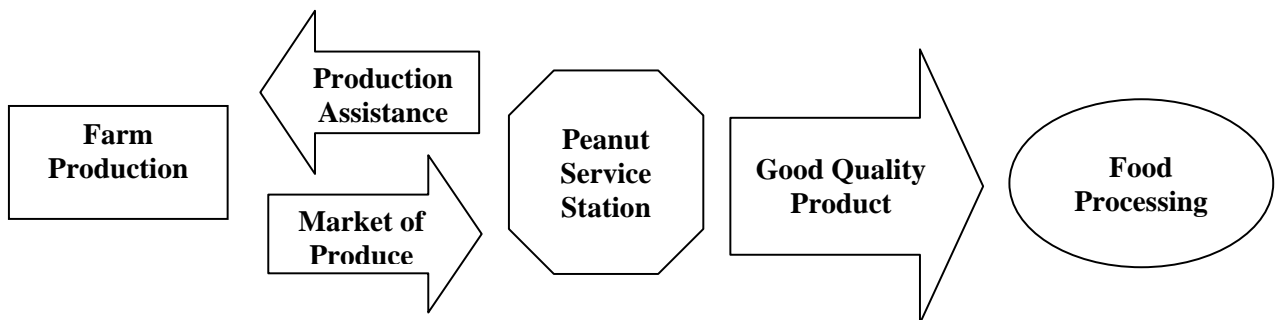 Farm
Production
Production
Assistance
Market of
Produce
Peanut
Service
Station
Good Quality
Product
Food
Processing